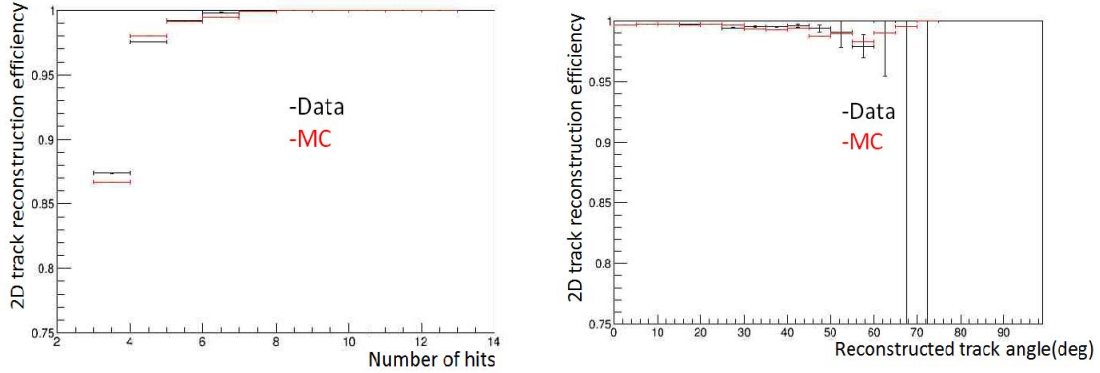 2D track reconstruction efficiency
1
0.95
0.9
0.85
0.8
0.75
2 4 6 8 10 12 14
Number of hits
-Data
-MC
2D track reconstruction efficiency
1
0.95
0.9
0.85
0.8
0.75
0 10 20 30 40 50 60 70 80 90
Reconstructed track angle(deg)
-Data
-MC